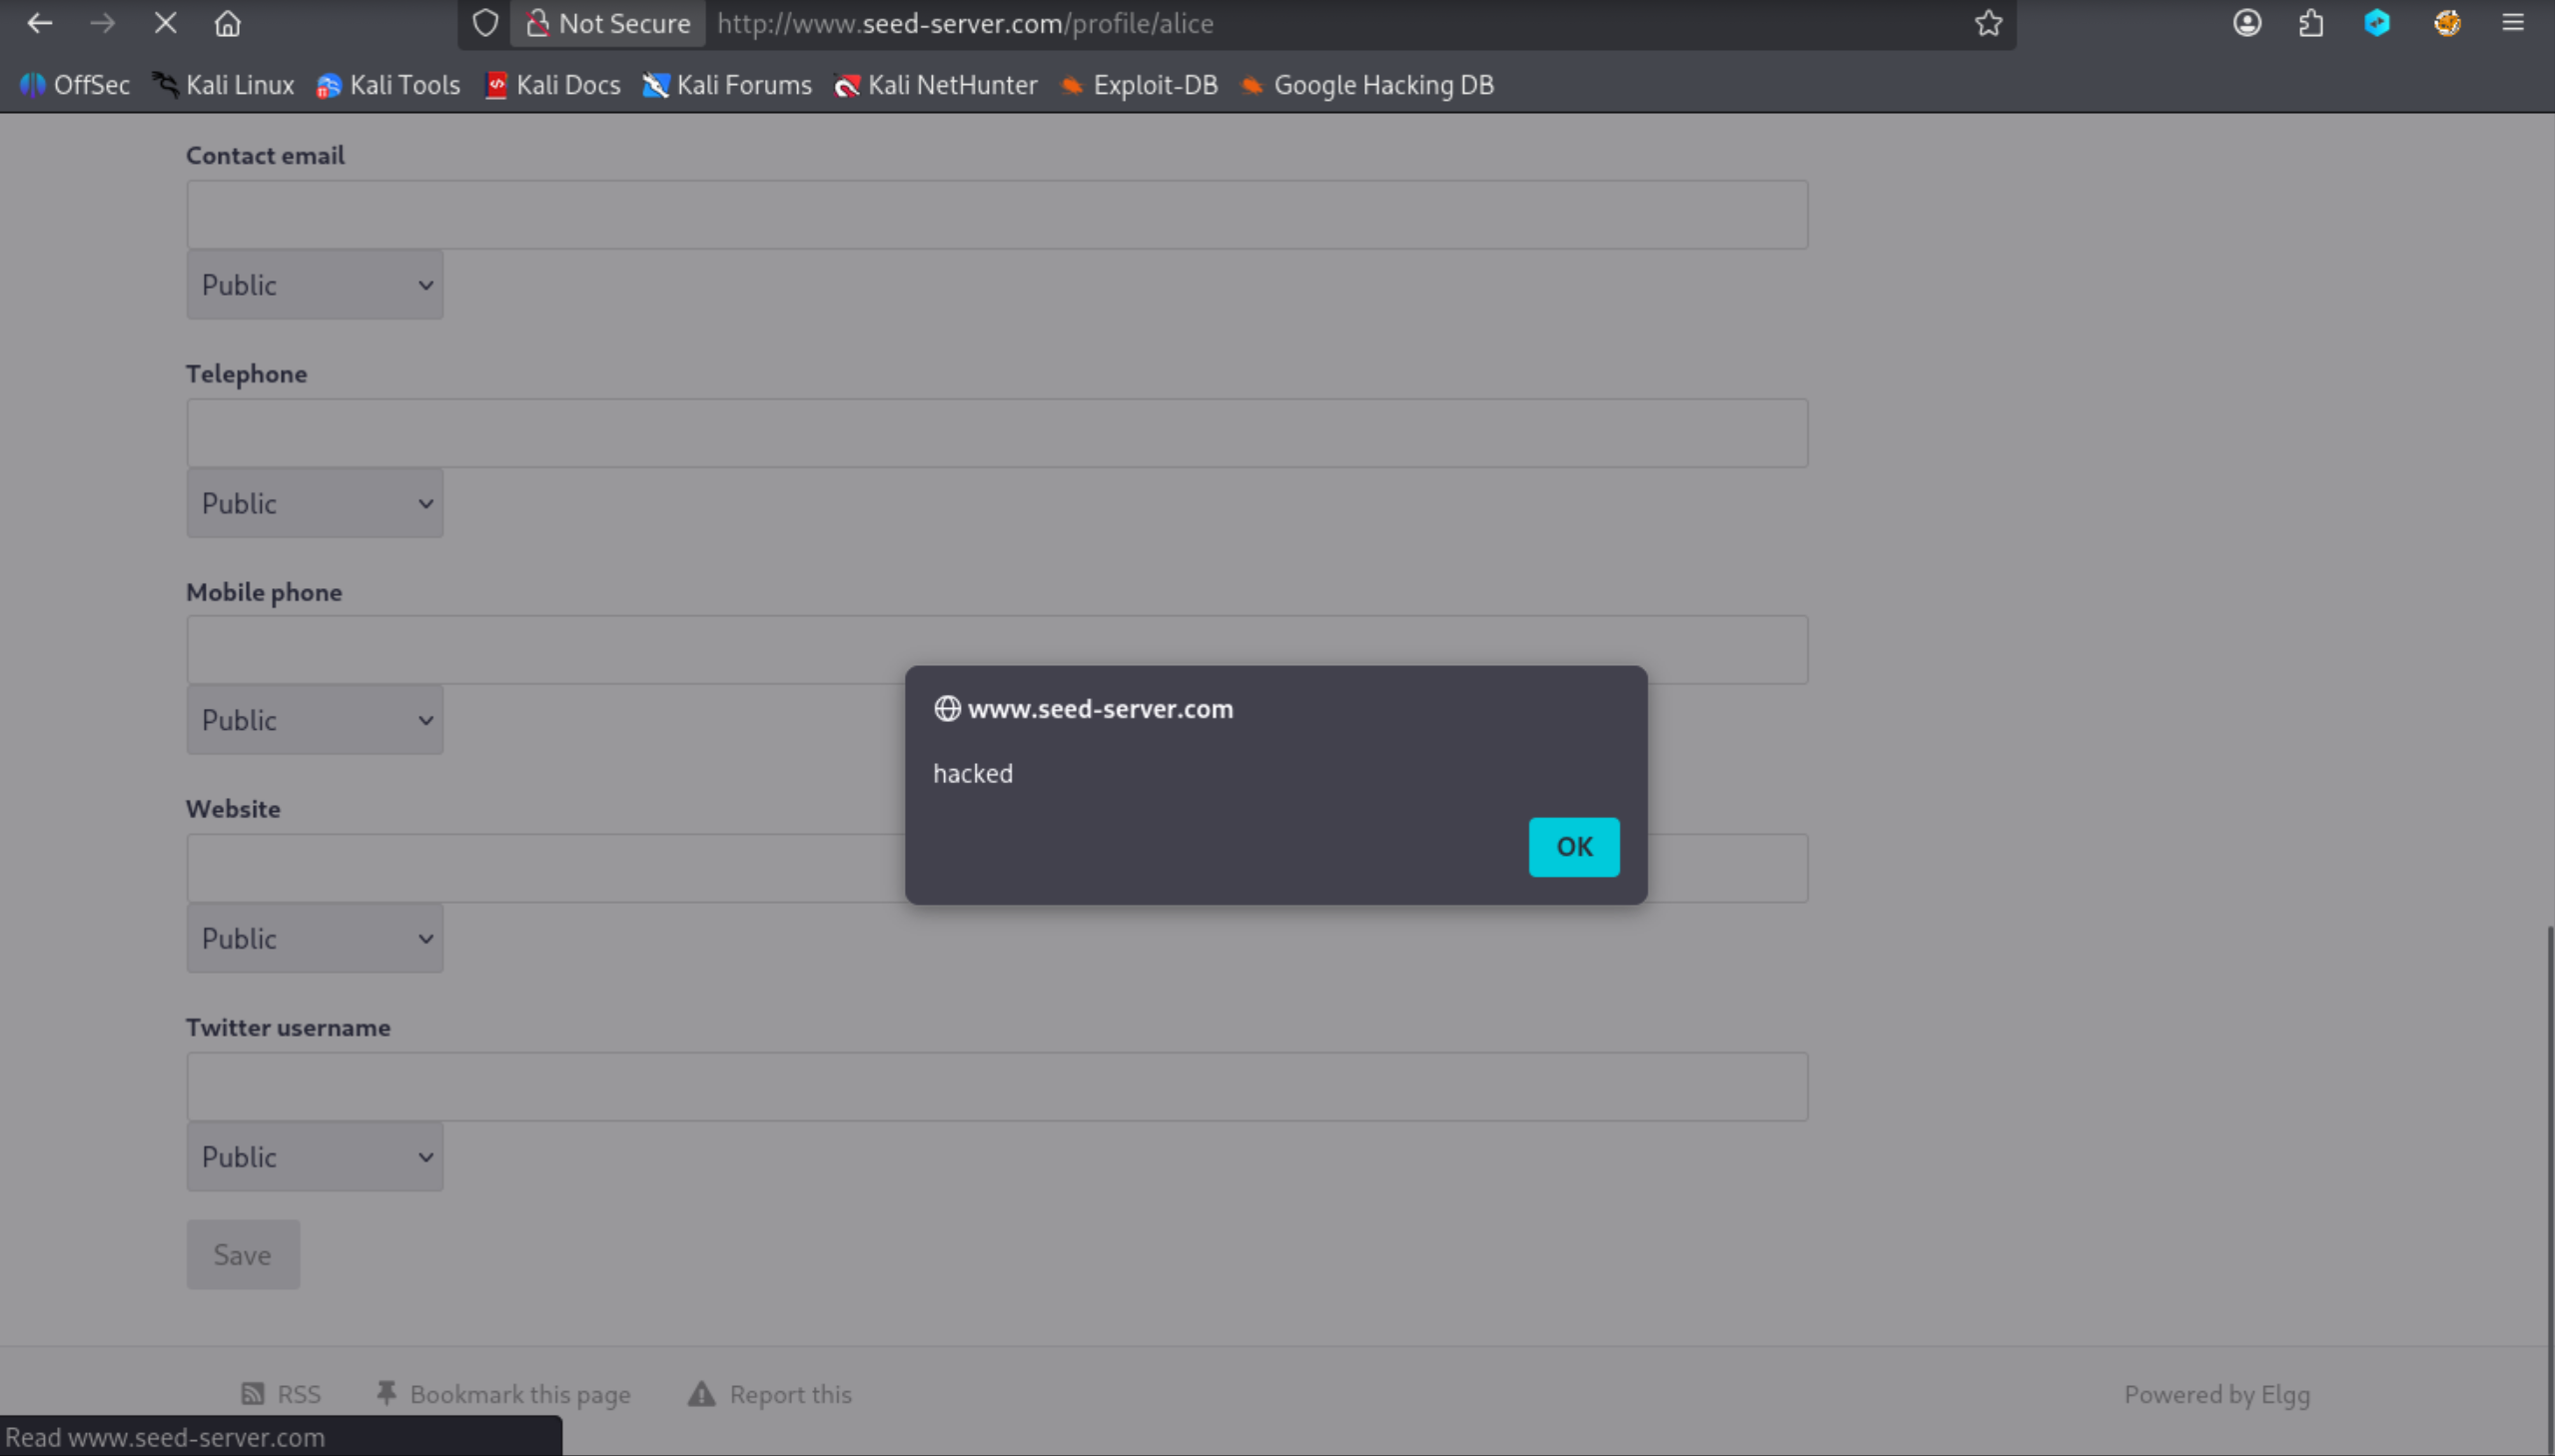 Not Secure http://www.seed-server.com/profile/alice
OffSec Kali Linux Kali Tools Kali Docs Kali Forums Kali NetHunter Exploit-DB Google Hacking DB
Contact email
Public
Telephone
Public
Mobile phone
Public
www.seed-server.com
hacked
OK
Website
Public
Twitter username
Public
Save
RSS Bookmark this page Report this Powered by Elgg
Read www.seed-server.com